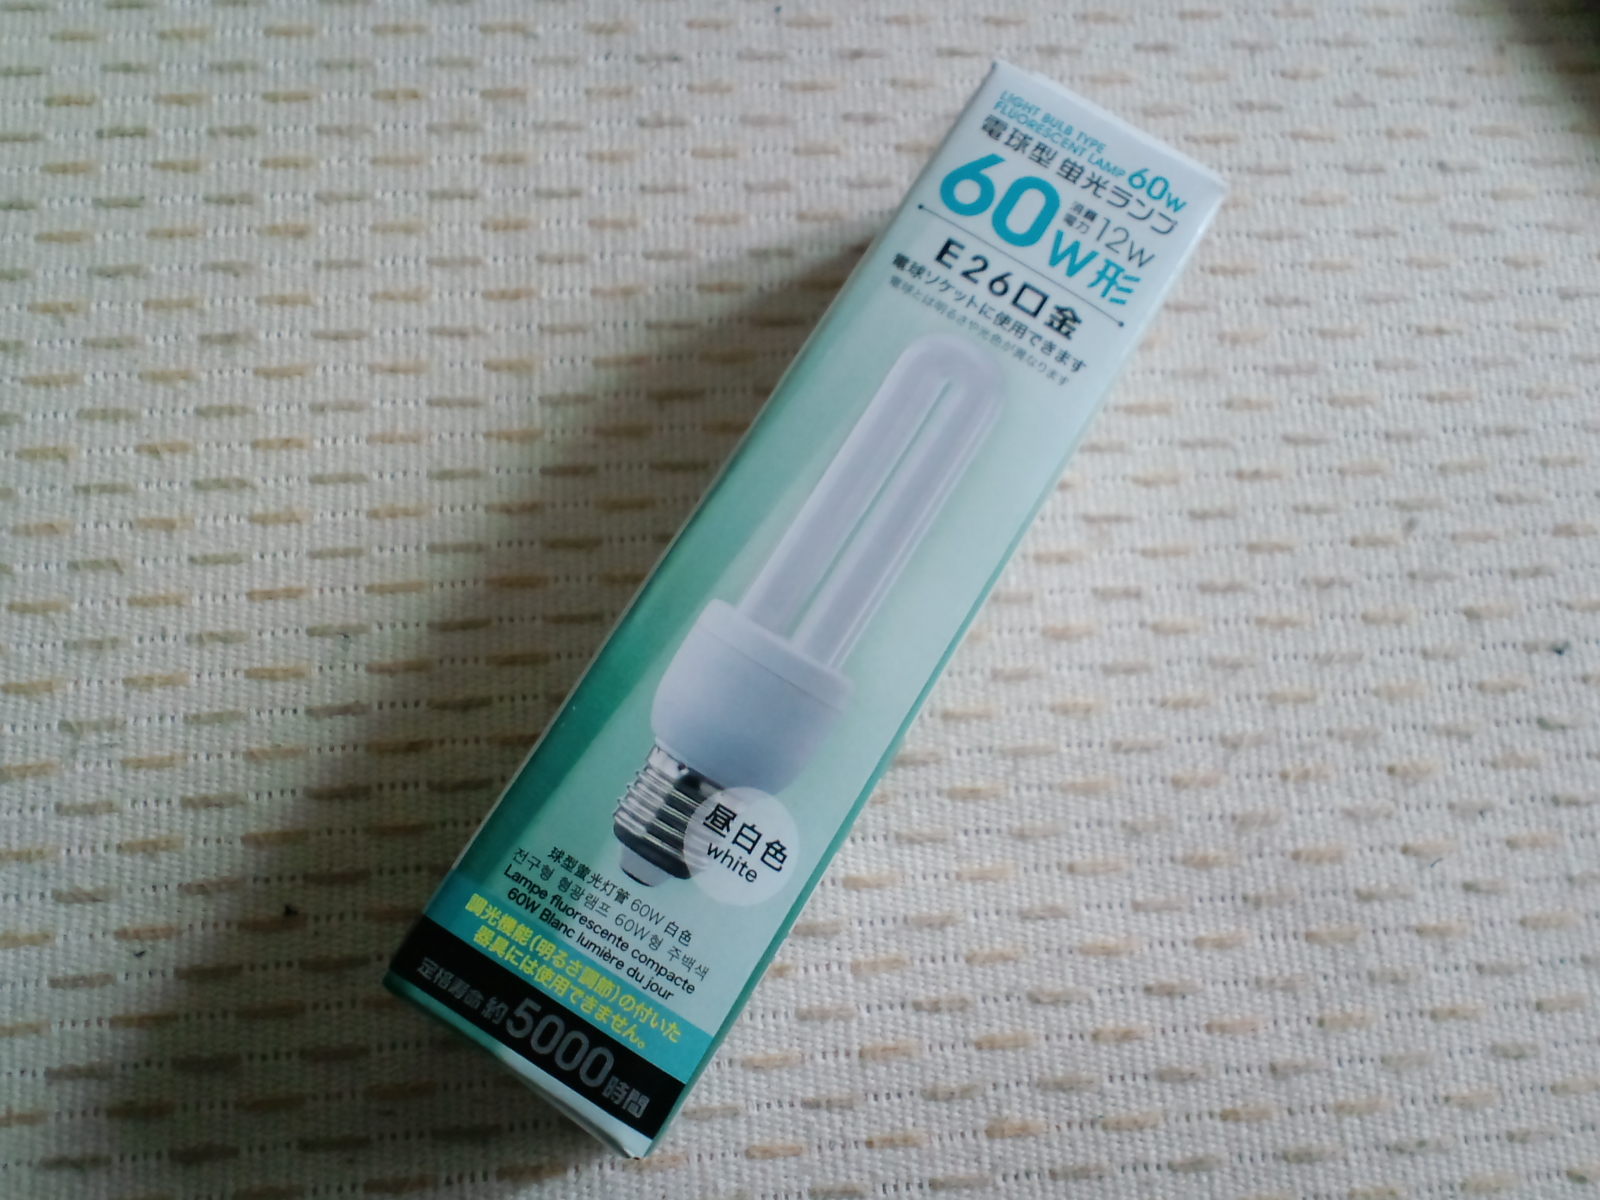 LIGHT BULB TYPE
FLUORESCENT LAMP 60W
電球型 蛍光ランプ
60W形 消費電力 12W
E26口金
電球ソケットに使用できます
電球とは明るさや光色が異なります
昼白色
white
球型萤光灯管 60W 白色
전구형 형광램프 60W형 주백색
Lampe fluorescente compacte
60W Blanc lumière du jour
調光機能(明るさ調節)の付いた
器具には使用できません。
定格寿命 約5000時間